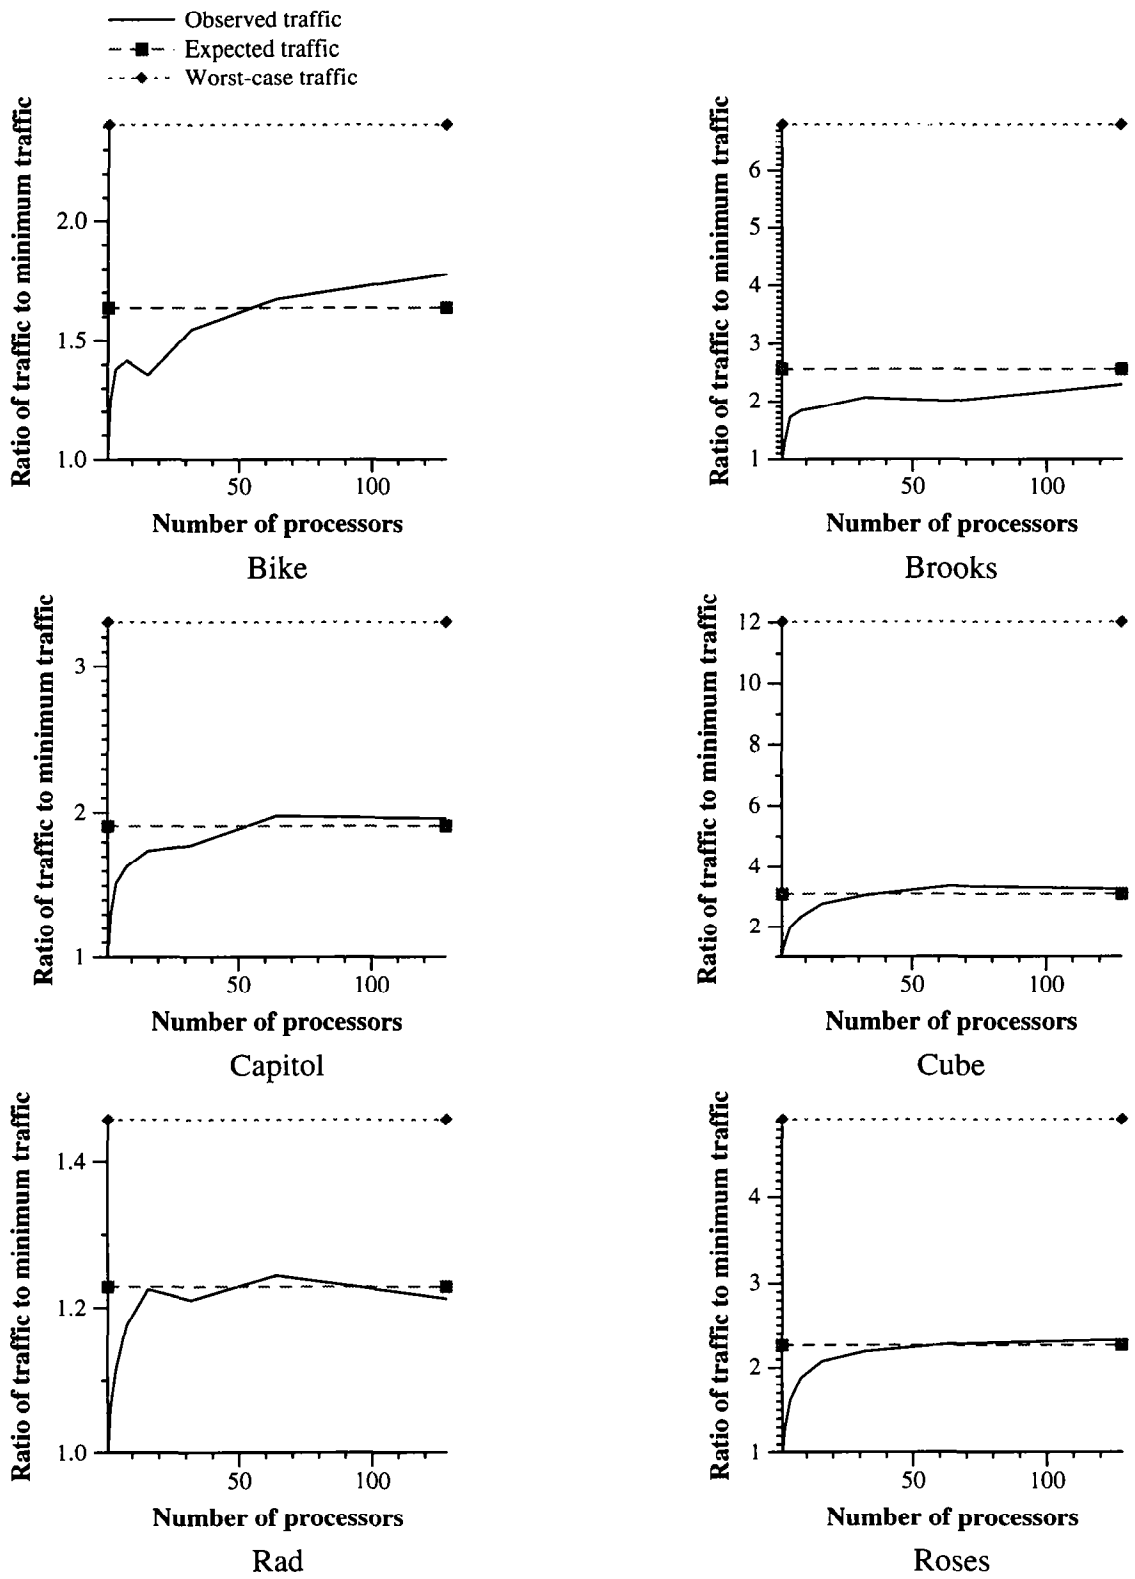 Observed traffic
Expected traffic
Worst-case traffic
Ratio of traffic to minimum traffic
2.0
1.5
1.0
50 100
Number of processors
Bike
Ratio of traffic to minimum traffic
6
5
4
3
2
1
50 100
Number of processors
Brooks
Ratio of traffic to minimum traffic
3
2
1
50 100
Number of processors
Capitol
Ratio of traffic to minimum traffic
12
10
8
6
4
2
50 100
Number of processors
Cube
Ratio of traffic to minimum traffic
1.4
1.2
1.0
50 100
Number of processors
Rad
Ratio of traffic to minimum traffic
4
3
2
1
50 100
Number of processors
Roses